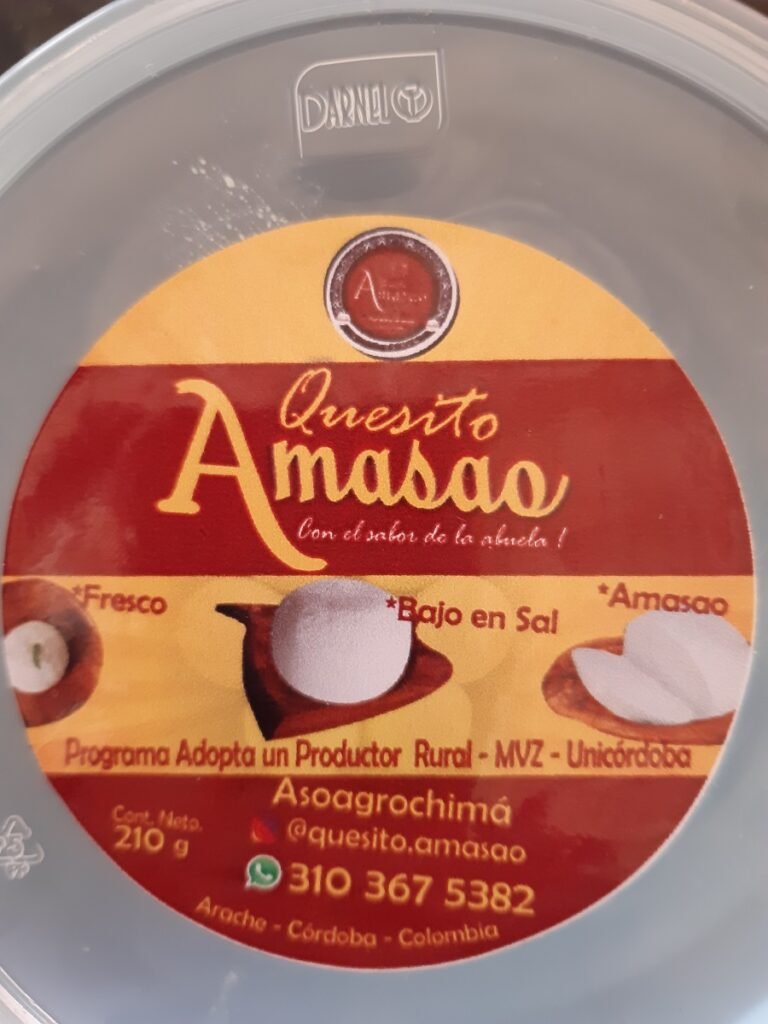 DARNEL
Amasao
Quesito
Amasao
Con el sabor de la abuela !
*Fresco
*Bajo en Sal
*Amasao
Programa Adopta un Productor Rural - MVZ - Unicórdoba
Asoagrochimá
Cont. Neto.
210 g
@quesito.amasao
310 367 5382
Arache - Córdoba - Colombia